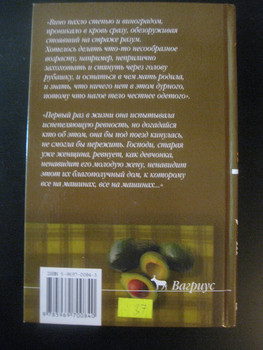 «Вино пахло степью и виноградом,
проникало в кровь сразу, обезоруживая
стоявший на страже разум.
Хотелось делать что-то несообразное
возрасту, например, неприлично
захохотать и стянуть через голову
рубашку, и остаться в чем мать родила,
и знать, что ничего нет в этом дурного,
потому что нагое тело честнее одетого».
«Первый раз в жизни она испытывала
испепеляющую ревность, но догадайся
кто об этом, она бы под поезд кинулась,
не смогла бы пережить. Господи, старая
уже женщина, ревнует, как девчонка,
ненавидит его молодую жену, ненавидит
этот их благополучный дом, к которому
все на машинах, все на машинах...»
Вагриус
37